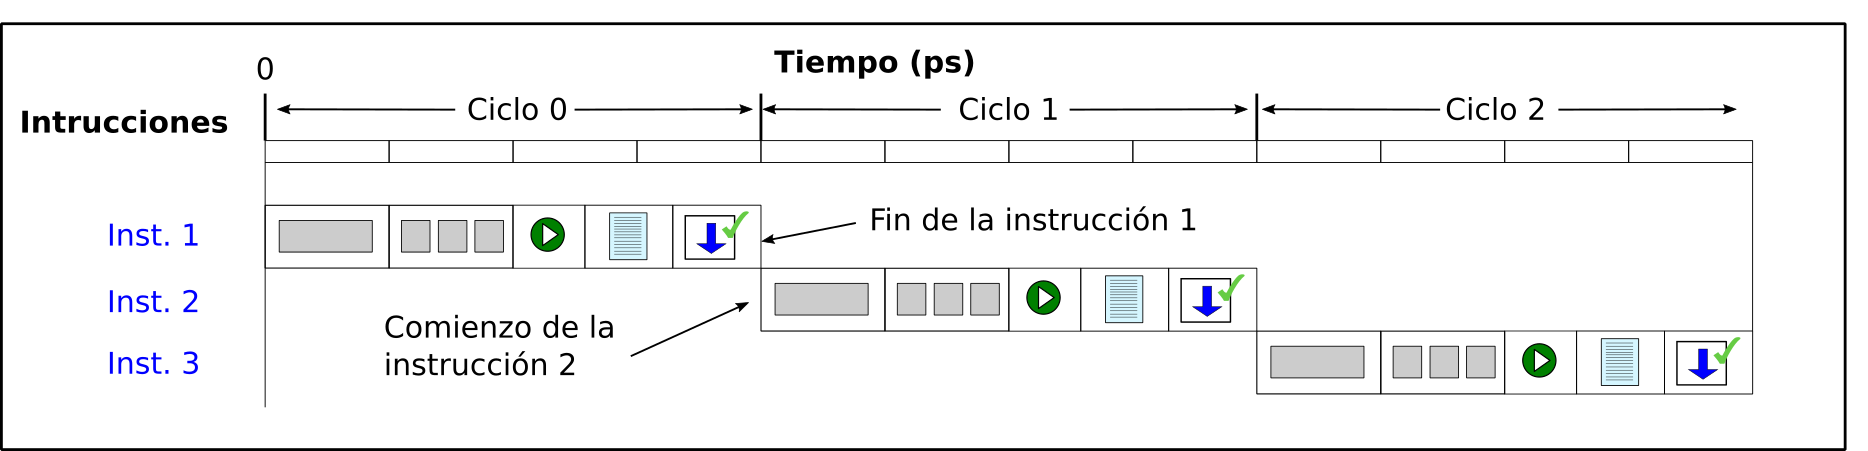 Tiempo (ps)
0
Ciclo 0
Ciclo 1
Ciclo 2
Intrucciones
Inst. 1
Fin de la instrucción 1
Inst. 2
Comienzo de la
instrucción 2
Inst. 3